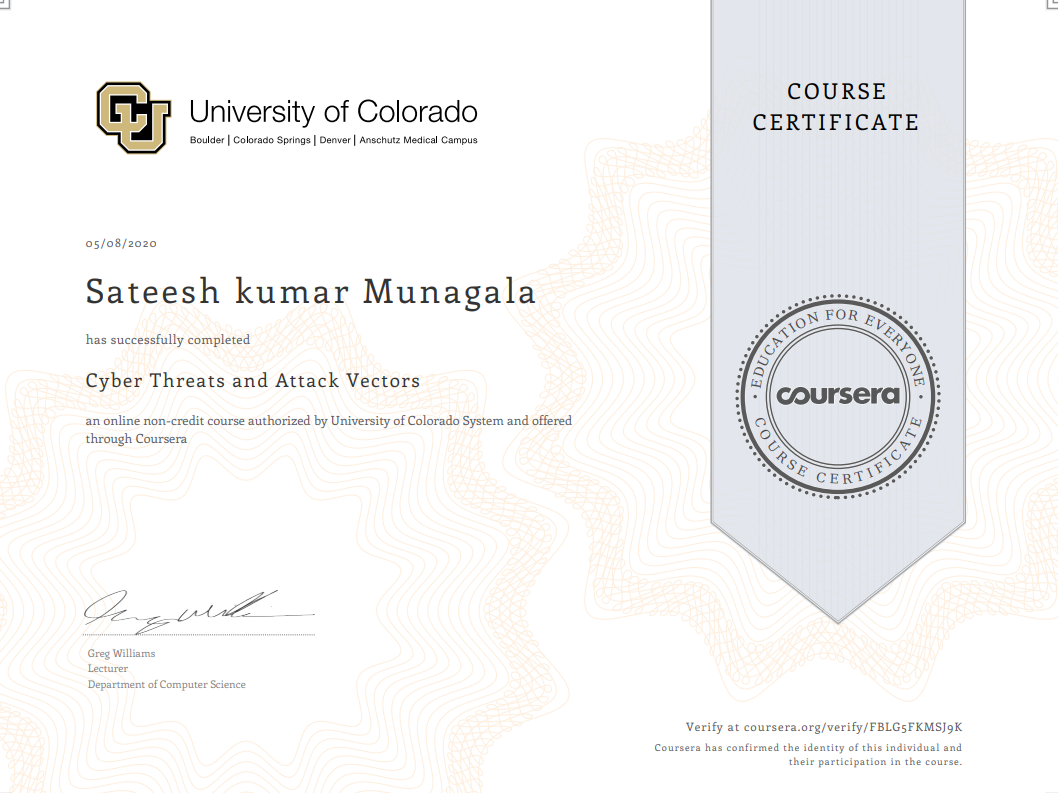 CU
University of Colorado
Boulder | Colorado Springs | Denver | Anschutz Medical Campus
COURSE
CERTIFICATE
05/08/2020
Sateesh kumar Munagala
has successfully completed
Cyber Threats and Attack Vectors
an online non-credit course authorized by University of Colorado System and offered
through Coursera
EDUCATION FOR EVERYONE
coursera
COURSE CERTIFICATE
Greg Williams
Lecturer
Department of Computer Science
Verify at coursera.org/verify/FBLG5FKMSJ9K
Coursera has confirmed the identity of this individual and
their participation in the course.